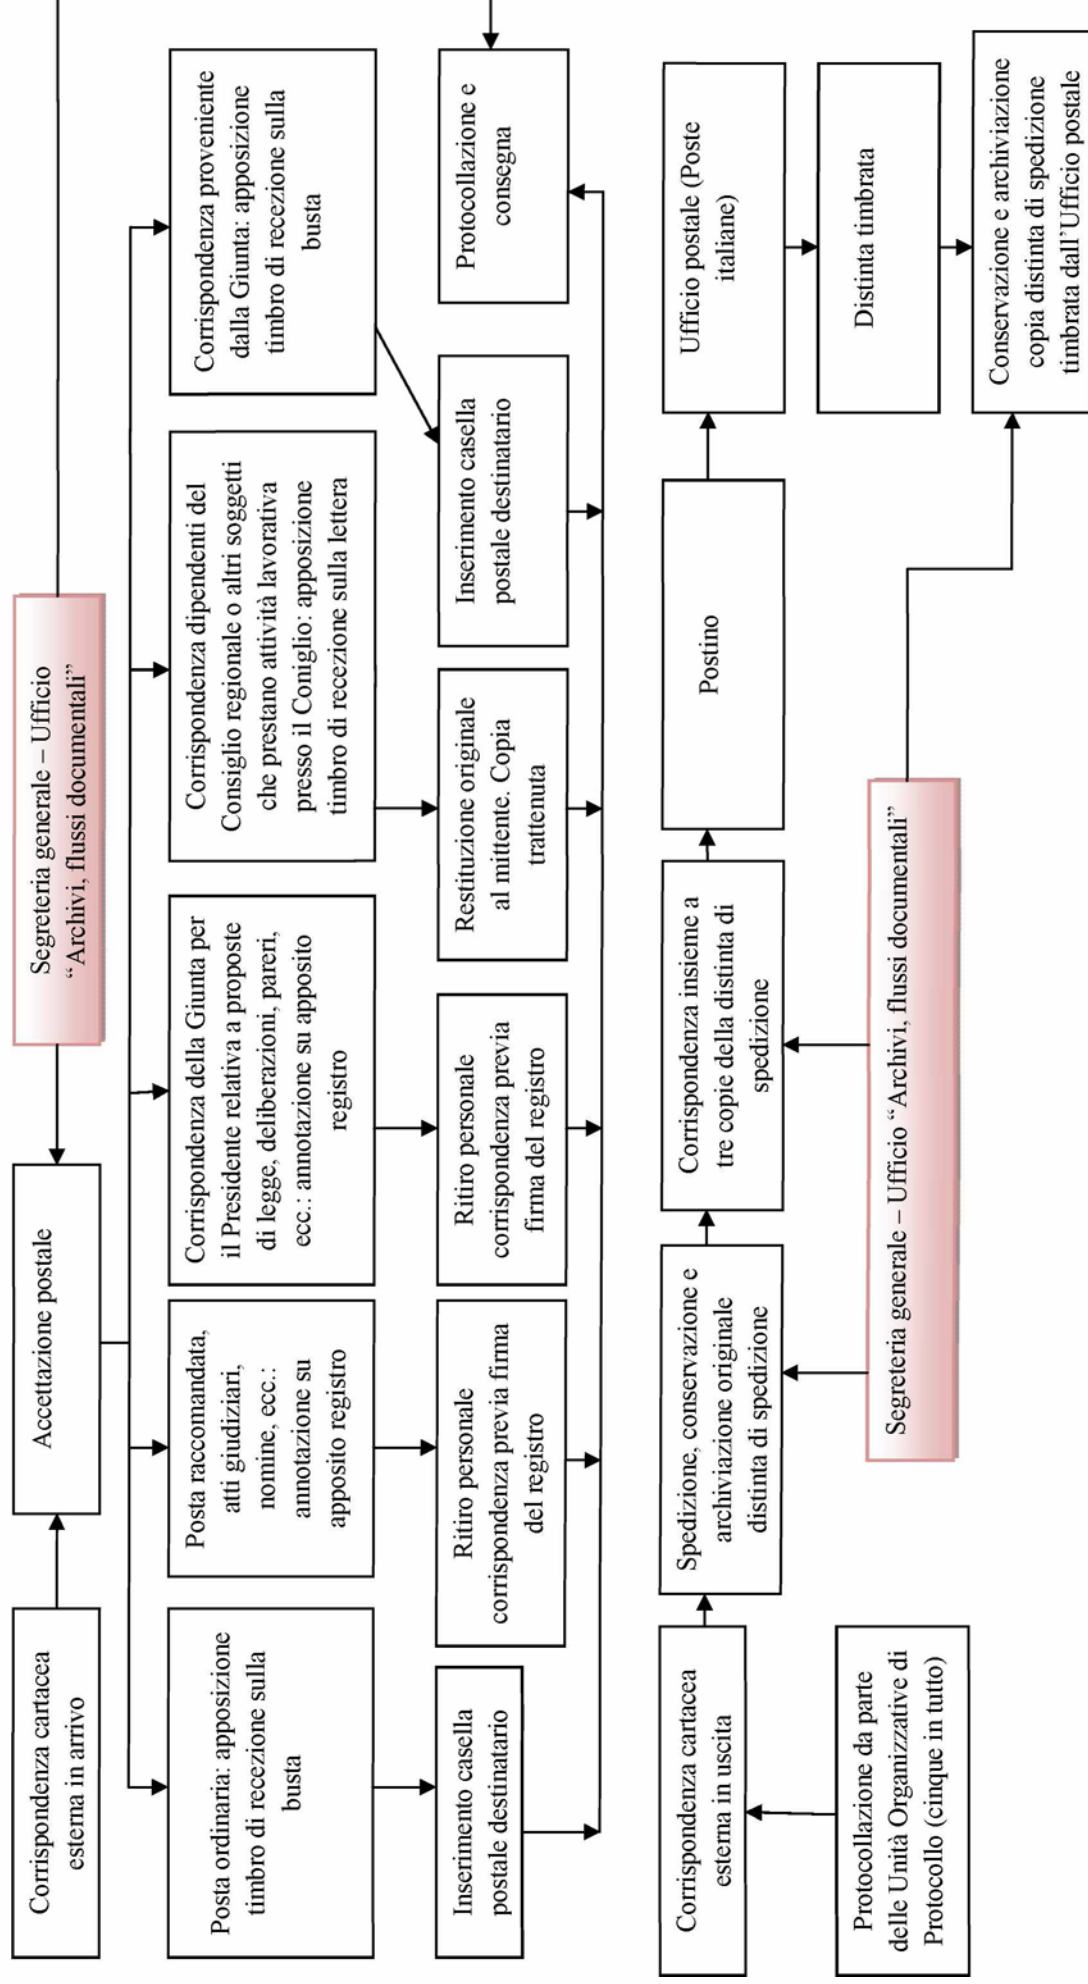 Corrispondenza cartacea
esterna in arrivo
Accettazione postale
Segreteria generale – Ufficio
“Archivi, flussi documentali”
Posta ordinaria: apposizione
timbro di recezione sulla
busta
Posta raccomandata,
atti giudiziari,
nomine, ecc.:
annotazione su
apposito registro
Corrispondenza della Giunta per
il Presidente relativa a proposte
di legge, deliberazioni, pareri,
ecc.: annotazione su apposito
registro
Corrispondenza dipendenti del
Consiglio regionale o altri soggetti
che prestano attività lavorativa
presso il Coniglio: apposizione
timbro di recezione sulla lettera
Corrispondenza proveniente
dalla Giunta: apposizione
timbro di recezione sulla
busta
Inserimento casella
postale destinatario
Ritiro personale
corrispondenza previa firma
del registro
Ritiro personale
corrispondenza previa
firma del registro
Restituzione originale
al mittente. Copia
trattenuta
Inserimento casella
postale destinatario
Protocollazione e
consegna
Corrispondenza cartacea
esterna in uscita
Spedizione, conservazione e
archiviazione originale
distinta di spedizione
Corrispondenza insieme a
tre copie della distinta di
spedizione
Postino
Ufficio postale (Poste
italiane)
Distinta timbrata
Protocollazione da parte
delle Unità Organizzative di
Protocollo (cinque in tutto)
Segreteria generale – Ufficio “Archivi, flussi documentali”
Conservazione e archiviazione
copia distinta di spedizione
timbrata dall'Ufficio postale